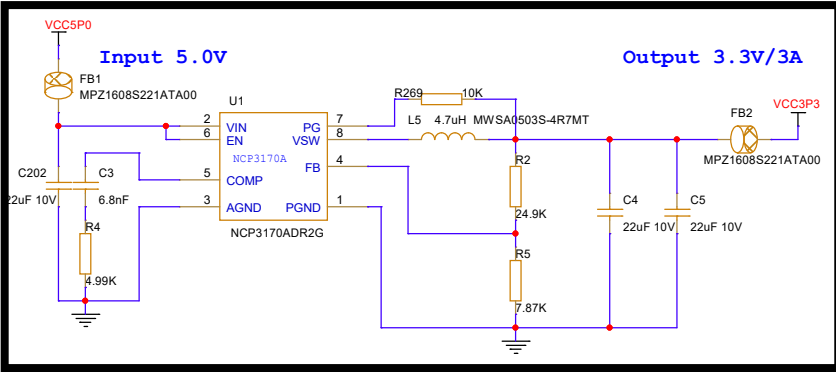 VCC5P0
Input 5.0V
Output 3.3V/3A
FB1
MPZ1608S221ATA00
U1
R269 10K
L5 4.7uH MWSA0503S-4R7MT
FB2
VCC3P3
MPZ1608S221ATA00
2 VIN
6 EN
NCP3170A
5 COMP
3 AGND
PG 7
VSW 8
FB 4
PGND 1
NCP3170ADR2G
C202
22uF 10V
C3
6.8nF
R4
4.99K
R2
24.9K
R5
7.87K
C4
22uF 10V
C5
22uF 10V